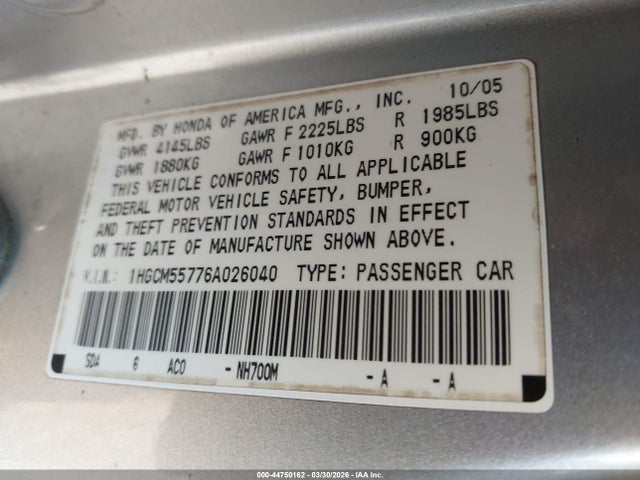 MFD. BY HONDA OF AMERICA MFG., INC. 10/05
GVWR 4145LBS GAWR F 2225LBS R 1985LBS
GVWR 1880KG GAWR F 1010KG R 900KG
THIS VEHICLE CONFORMS TO ALL APPLICABLE
FEDERAL MOTOR VEHICLE SAFETY, BUMPER,
AND THEFT PREVENTION STANDARDS IN EFFECT
ON THE DATE OF MANUFACTURE SHOWN ABOVE.
V.I.N.: 1HGCM55776A026040 TYPE: PASSENGER CAR
SDA 6 AC0 - NH700M - A - A
000-44750162 - 03/30/2026 - IAA Inc.